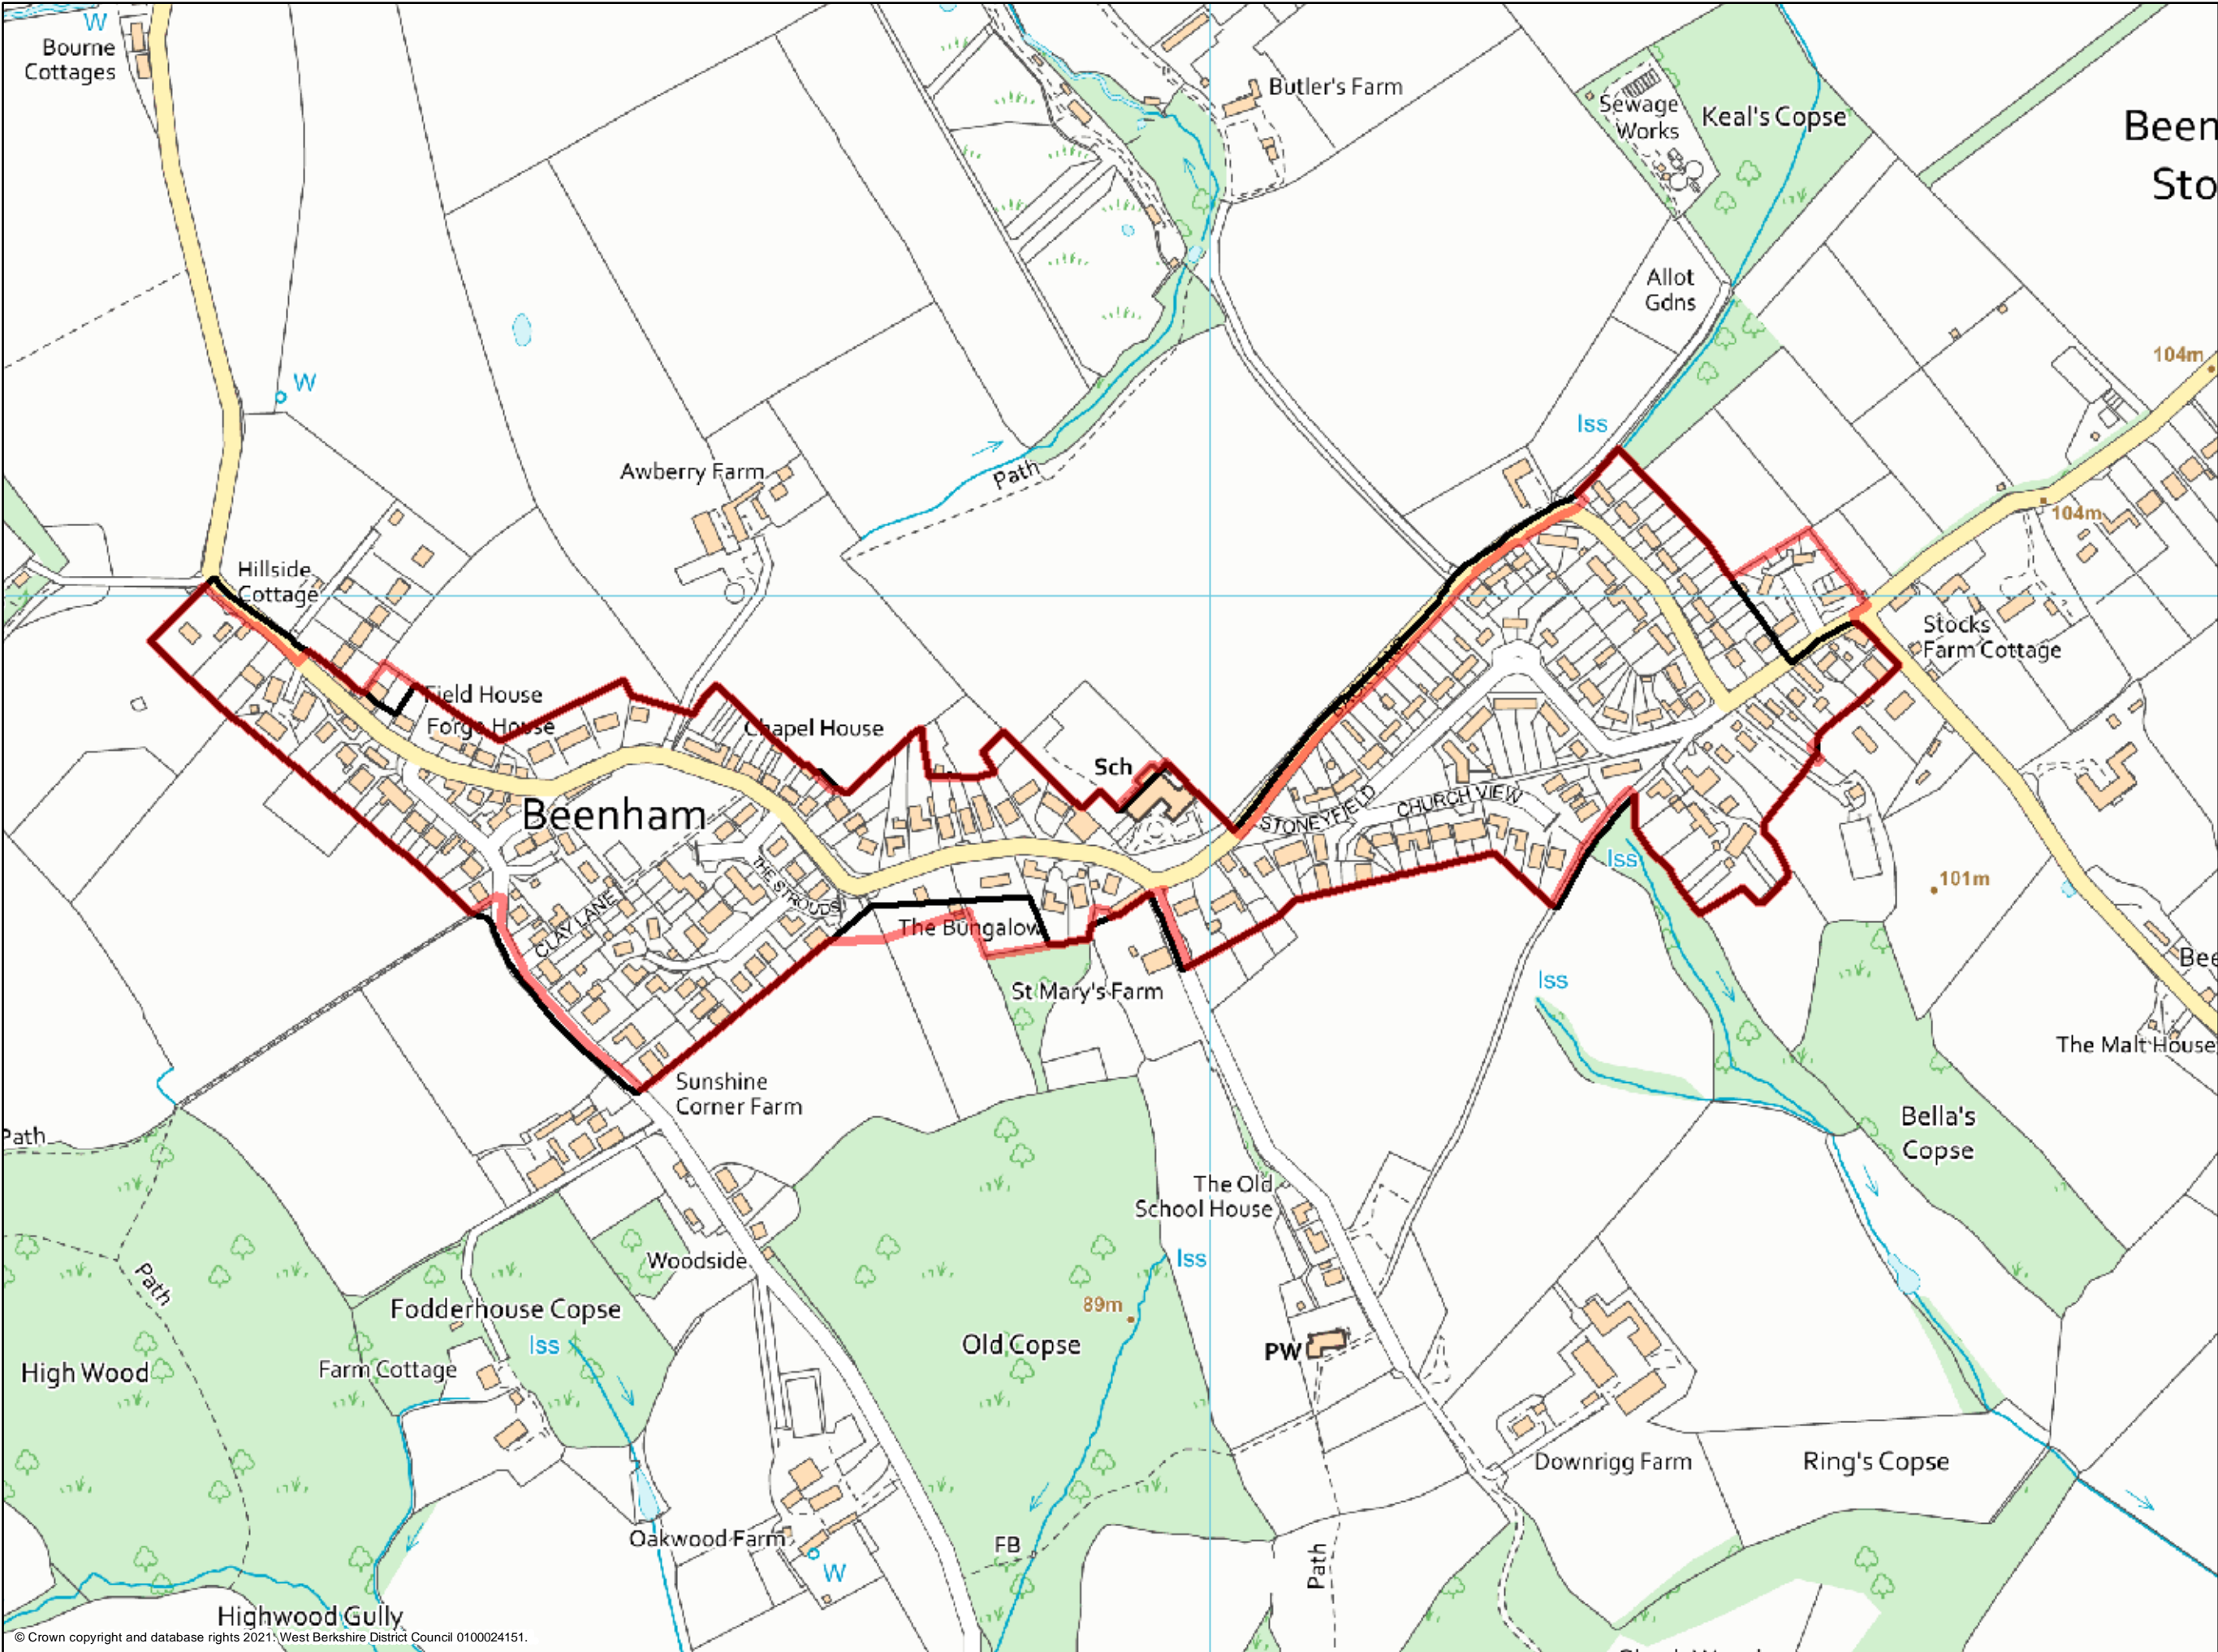 W
Bourne
Cottages
Butler's Farm
Sewage
Works
Keal's Copse
Been
Sto
Allot
Gdns
104m
W
Iss
Awberry Farm
Path
104m
Hillside
Cottage
Stocks
Farm Cottage
Field House
Forge House
Chapel House
Sch
Beenham
STONEYFIELD
CHURCH VIEW
THE STROUDS
Iss
101m
CLAY LANE
The Bungalow
Bee
Iss
St Mary's Farm
The Malt House
Sunshine
Corner Farm
Path
Bella's
Copse
The Old
School House
Woodside
Iss
Path
Fodderhouse Copse
89m
Iss
Old Copse
PW
High Wood
Farm Cottage
Downrigg Farm
Ring's Copse
Oakwood Farm
FB
W
Path
Highwood Gully
© Crown copyright and database rights 2021. West Berkshire District Council 0100024151.